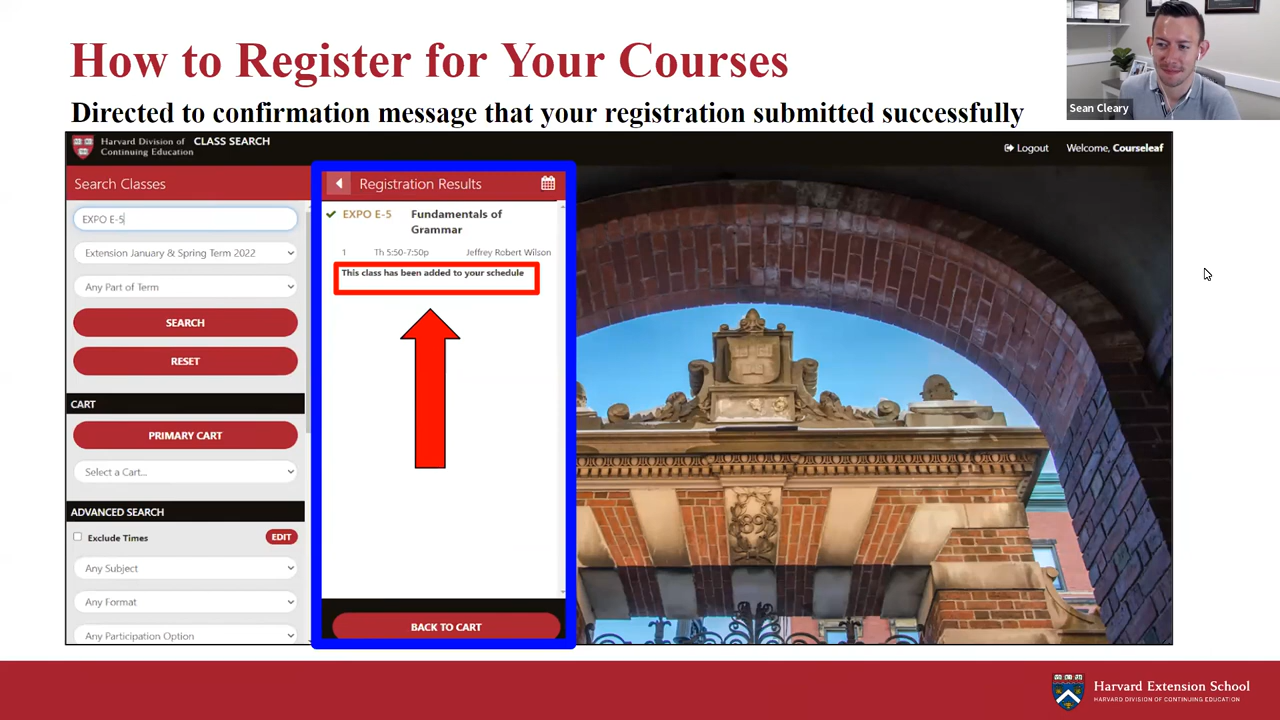 How to Register for Your Courses
Directed to confirmation message that your registration submitted successfully
Sean Cleary
Harvard Division of
Continuing Education
CLASS SEARCH
Logout
Welcome, Courseleaf
Search Classes
EXPO E-5
Extension January & Spring Term 2022
Any Part of Term
SEARCH
RESET
CART
PRIMARY CART
Select a Cart...
ADVANCED SEARCH
Exclude Times
EDIT
Any Subject
Any Format
Any Participation Option
Registration Results
EXPO E-5 Fundamentals of
Grammar
1 Th 5:50-7:50p Jeffrey Robert Wilson
This class has been added to your schedule
BACK TO CART
Harvard Extension School
HARVARD DIVISION OF CONTINUING EDUCATION